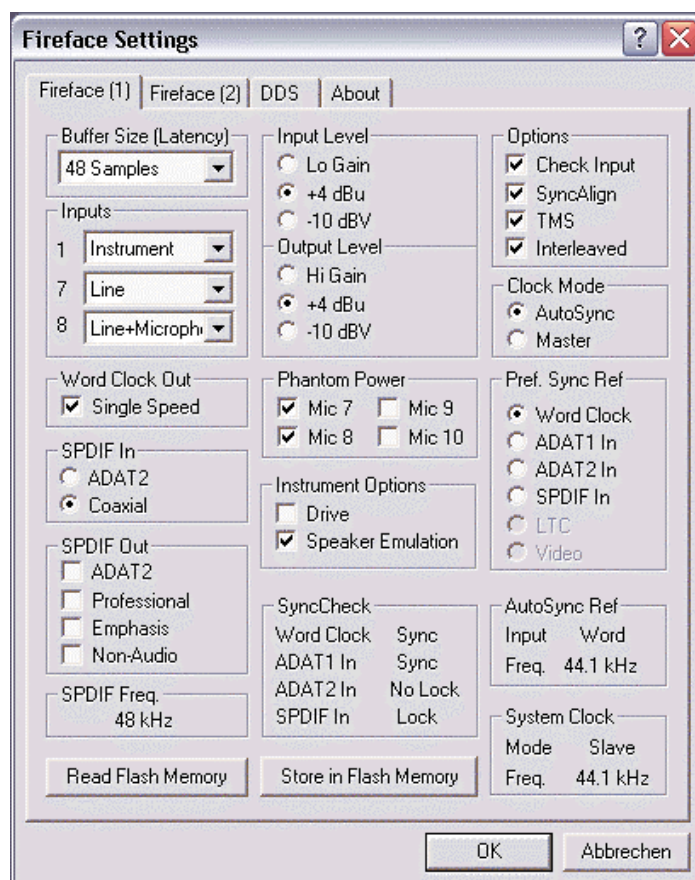 Fireface Settings
Fireface (1) Fireface (2) DDS About
Buffer Size (Latency)
48 Samples
Inputs
1 Instrument
7 Line
8 Line+Microph
Word Clock Out
Single Speed
SPDIF In
ADAT2
Coaxial
SPDIF Out
ADAT2
Professional
Emphasis
Non-Audio
SPDIF Freq.
48 kHz
Read Flash Memory
Input Level
Lo Gain
+4 dBu
-10 dBV
Output Level
Hi Gain
+4 dBu
-10 dBV
Phantom Power
Mic 7 Mic 9
Mic 8 Mic 10
Instrument Options
Drive
Speaker Emulation
SyncCheck
Word Clock Sync
ADAT1 In Sync
ADAT2 In No Lock
SPDIF In Lock
Store in Flash Memory
Options
Check Input
SyncAlign
TMS
Interleaved
Clock Mode
AutoSync
Master
Pref. Sync Ref
Word Clock
ADAT1 In
ADAT2 In
SPDIF In
LTC
Video
AutoSync Ref
Input Word
Freq. 44.1 kHz
System Clock
Mode Slave
Freq. 44.1 kHz
OK Abbrechen